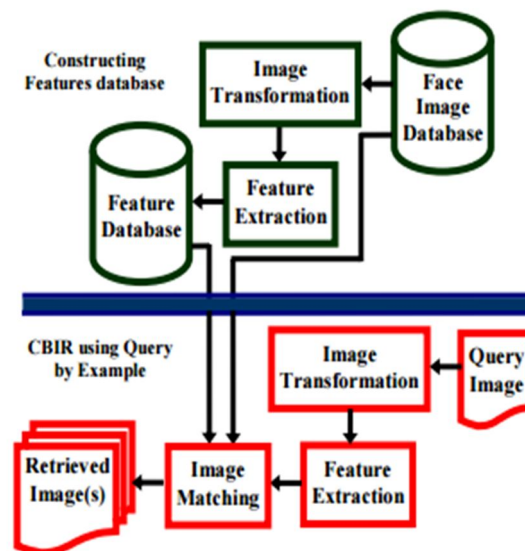 Constructing
Features database
Image
Transformation
Face
Image
Database
Feature
Database
Feature
Extraction
CBIR using Query
by Example
Image
Transformation
Query
Image
Retrieved
Image(s)
Image
Matching
Feature
Extraction